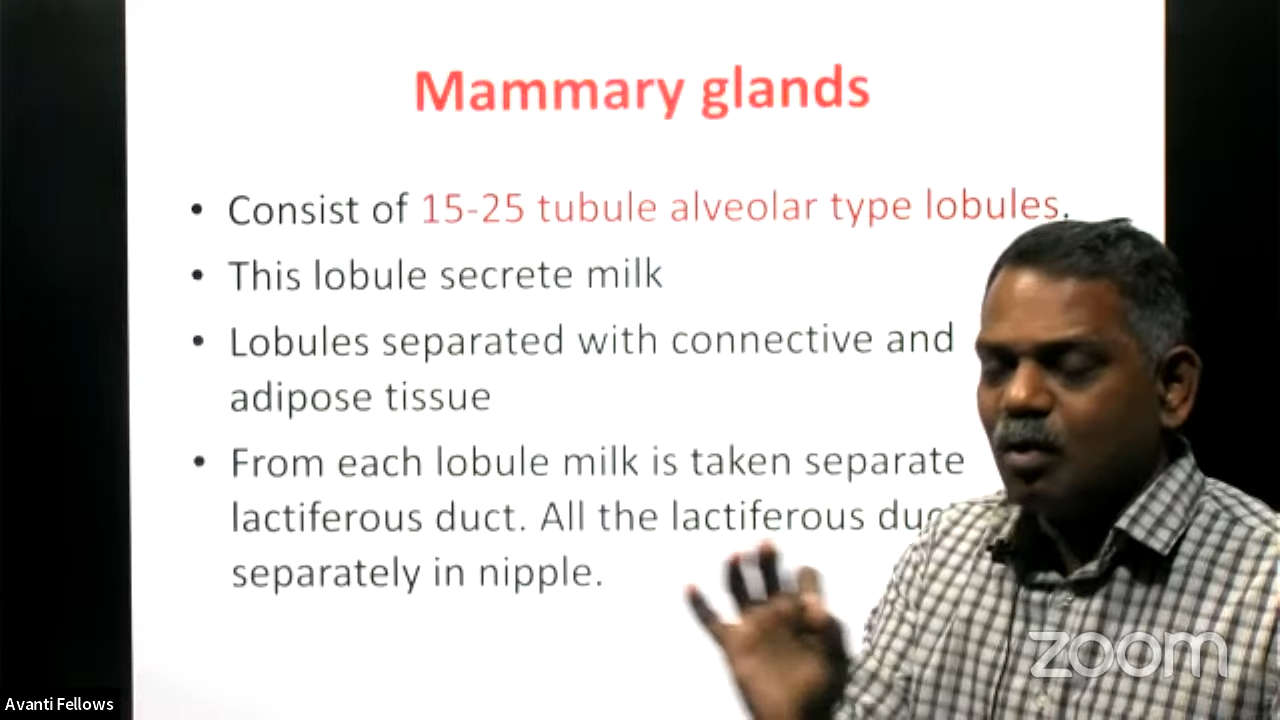 Mammary glands
• Consist of 15-25 tubule alveolar type lobules.
• This lobule secrete milk
• Lobules separated with connective and
adipose tissue
• From each lobule milk is taken separate
lactiferous duct. All the lactiferous
separately in nipple.
zoom
Avanti Fellows